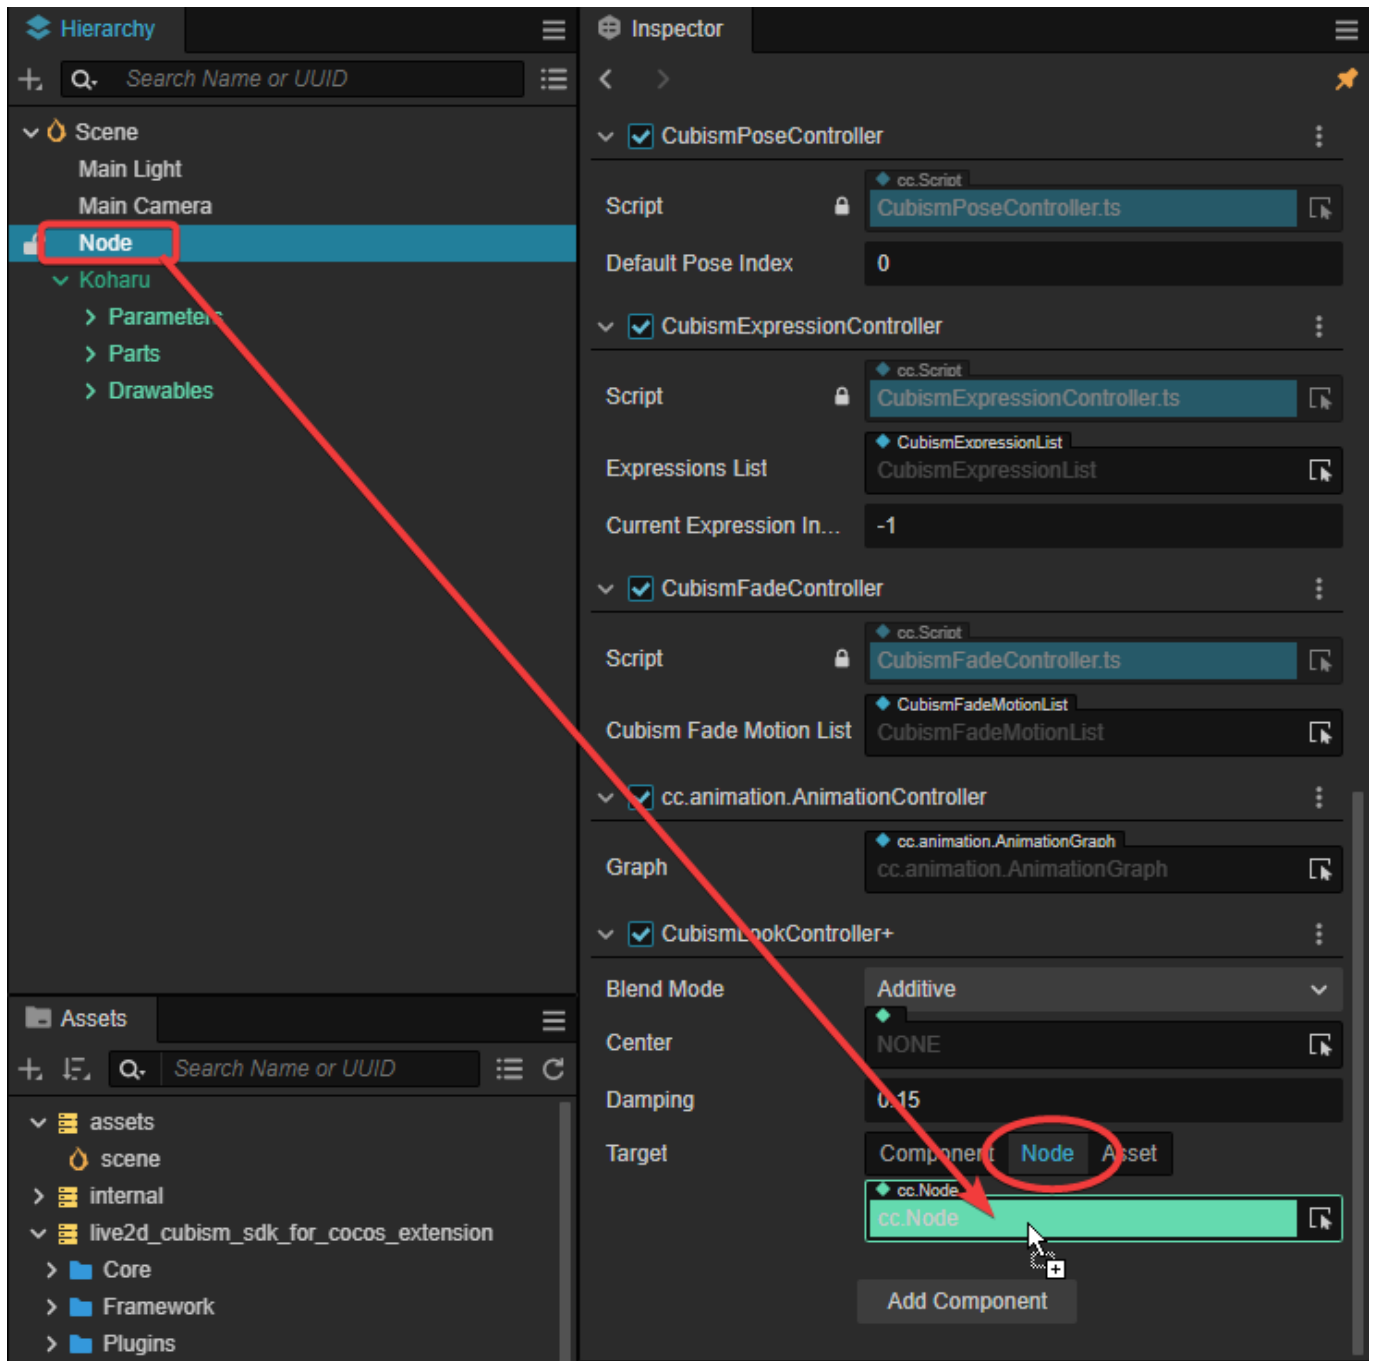 Hierarchy
Search Name or UUID
Scene
Main Light
Main Camera
Node
Koharu
Parameters
Parts
Drawables
Assets
Search Name or UUID
assets
scene
internal
live2d_cubism_sdk_for_cocos_extension
Core
Framework
Plugins
Inspector
CubismPoseController
cc.Script
Script CubismPoseController.ts
Default Pose Index 0
CubismExpressionController
cc.Script
Script CubismExpressionController.ts
CubismExpressionList
Expressions List CubismExpressionList
Current Expression In... -1
CubismFadeController
cc.Script
Script CubismFadeController.ts
CubismFadeMotionList
Cubism Fade Motion List CubismFadeMotionList
cc.animation.AnimationController
cc.animation.AnimationGraph
Graph cc.animation.AnimationGraph
CubismLookController+
Blend Mode Additive
Center NONE
Damping 0.15
Target Component Node Asset
cc.Node
cc.Node
Add Component